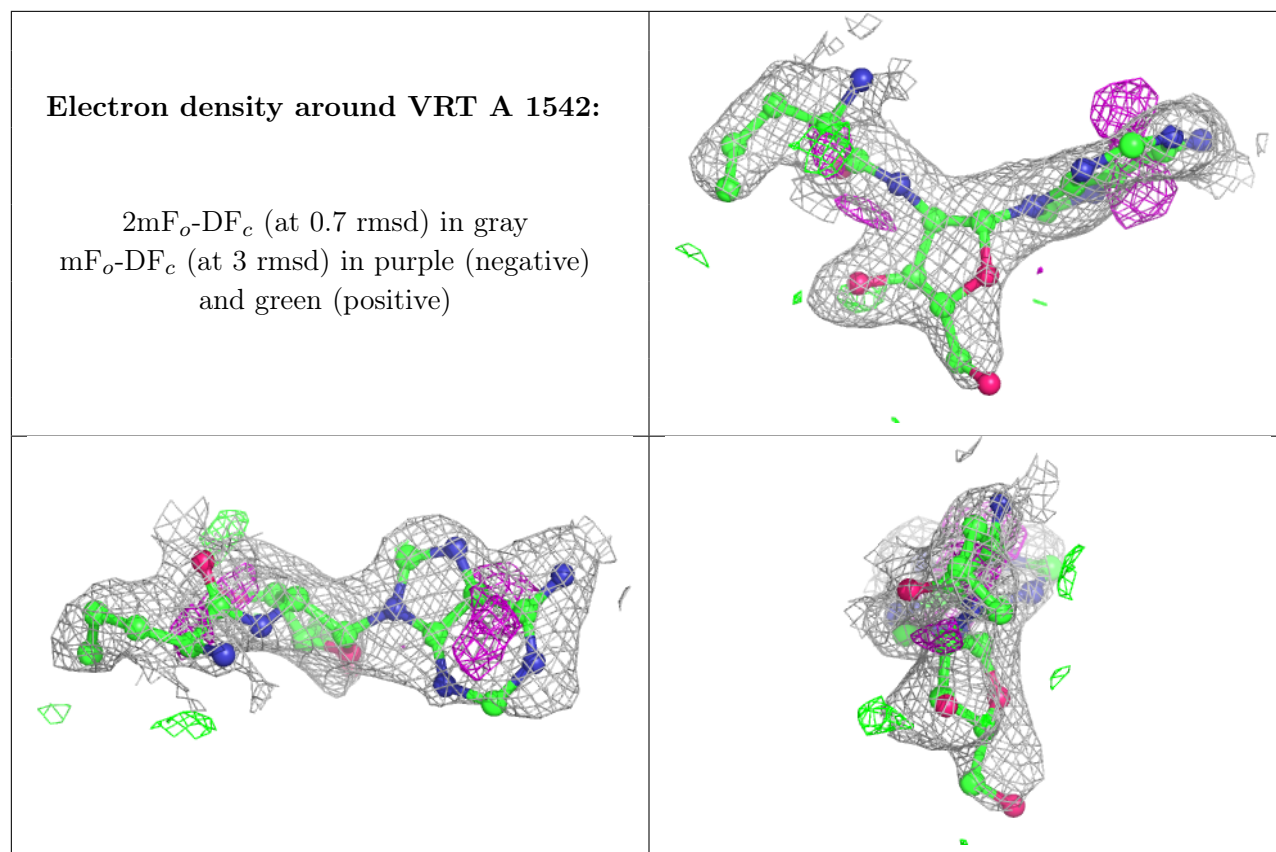 Electron density around VRT A 1542:
2mFo-DFc (at 0.7 rmsd) in gray
mFo-DFc (at 3 rmsd) in purple (negative)
and green (positive)